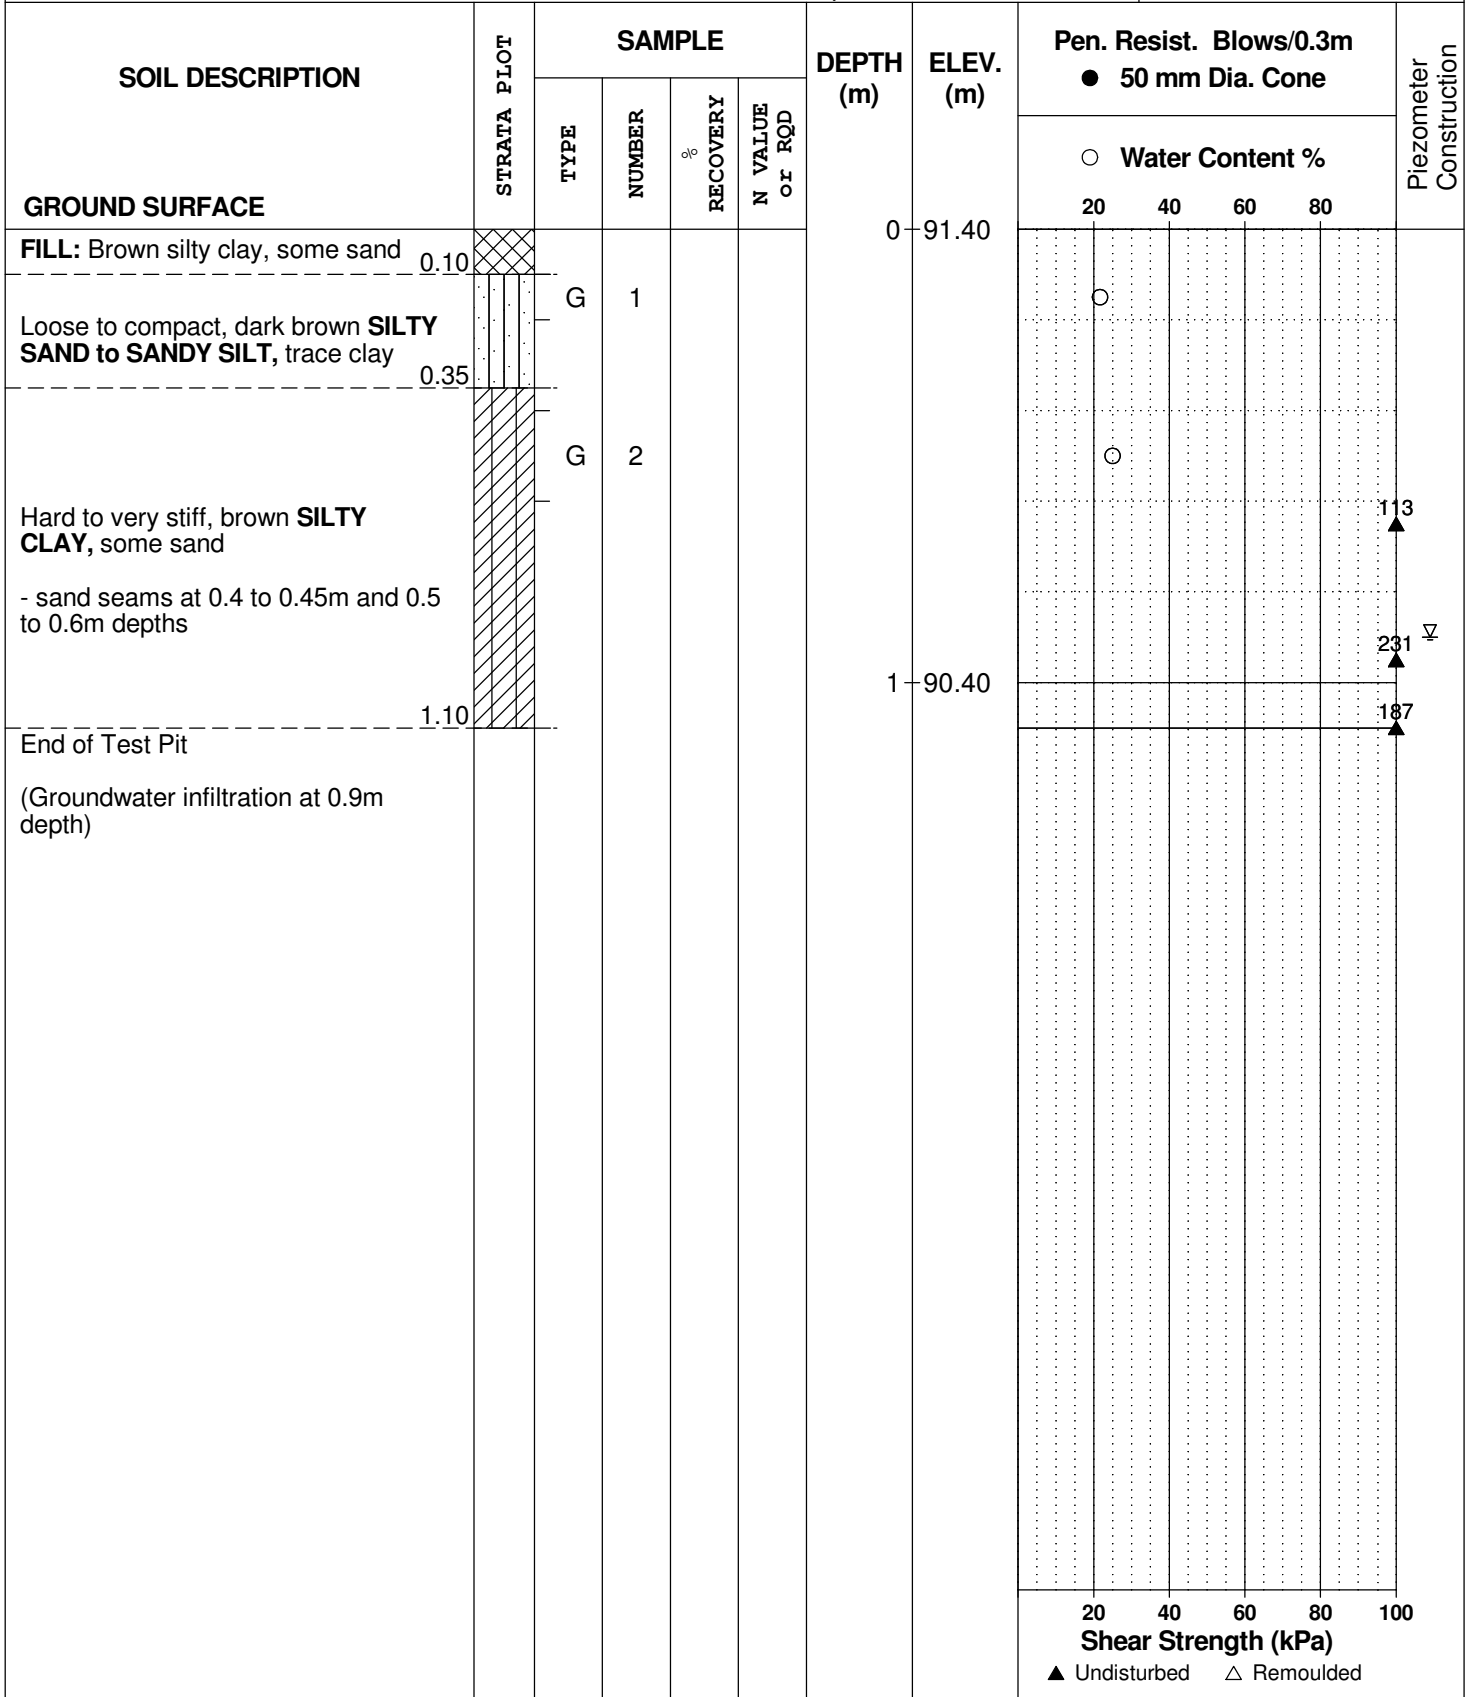 SOIL DESCRIPTION
GROUND SURFACE
STRATA PLOT
SAMPLE
TYPE
NUMBER
%
RECOVERY
N VALUE
or RQD
DEPTH
(m)
ELEV.
(m)
Pen. Resist. Blows/0.3m
● 50 mm Dia. Cone
○ Water Content %
20 40 60 80
Piezometer
Construction
0 91.40
FILL: Brown silty clay, some sand
0.10
G 1
Loose to compact, dark brown SILTY
SAND to SANDY SILT, trace clay
0.35
G 2
113
Hard to very stiff, brown SILTY
CLAY, some sand
- sand seams at 0.4 to 0.45m and 0.5
to 0.6m depths
231
1 90.40
1.10
187
End of Test Pit
(Groundwater infiltration at 0.9m
depth)
20 40 60 80 100
Shear Strength (kPa)
▲ Undisturbed △ Remoulded